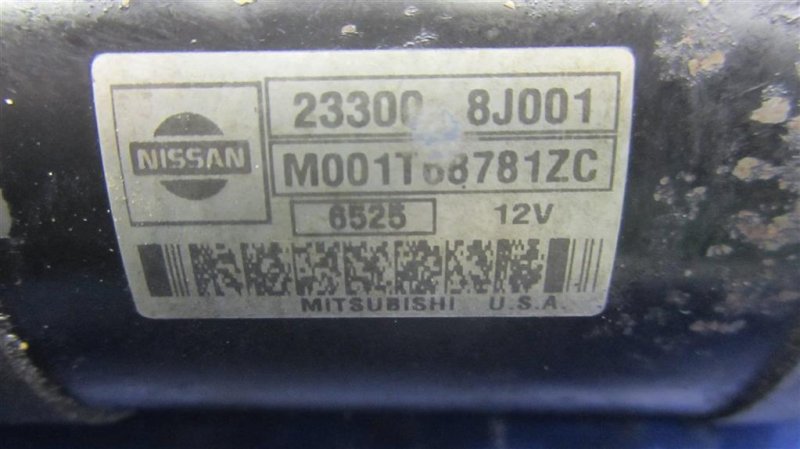 NISSAN
23300 8J001
M001T68781ZC
6525 12V
MITSUBISHI U.S.A.